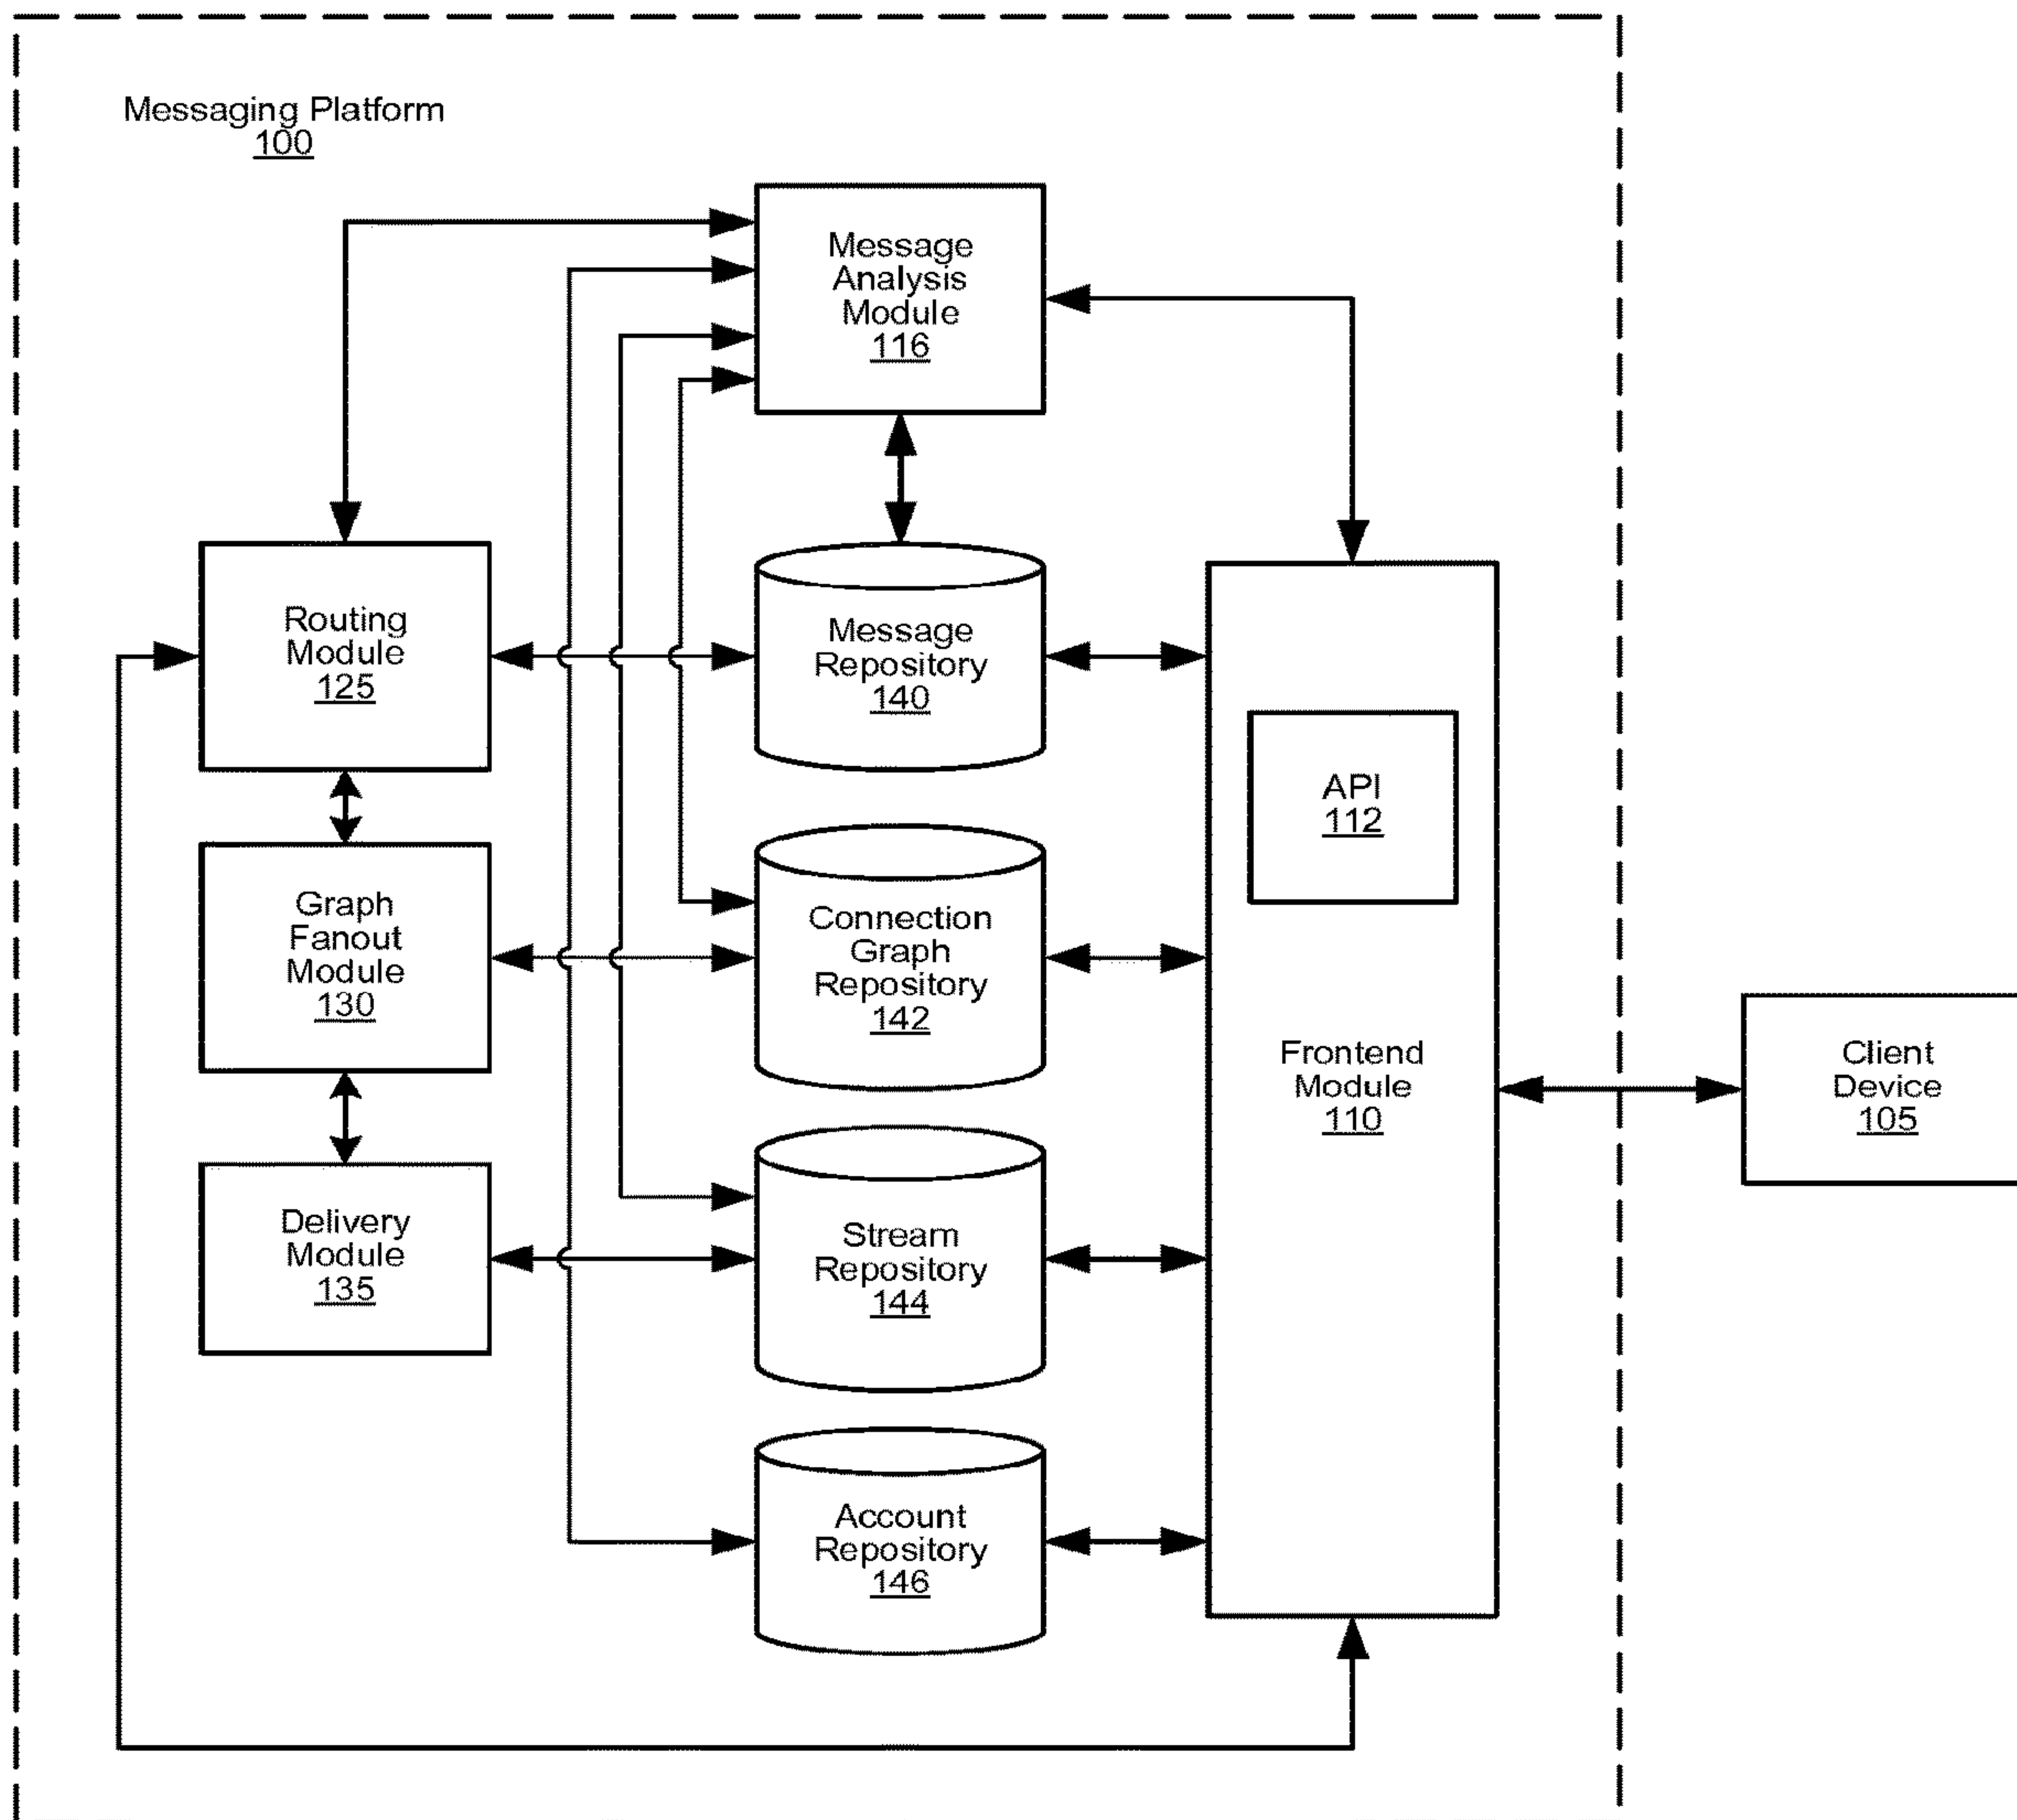 Messaging Platform
100
Message
Analysis
Module
116
Routing
Module
125
Message
Repository
140
API
112
Graph
Fanout
Module
130
Connection
Graph
Repository
142
Frontend
Module
110
Client
Device
105
Delivery
Module
135
Stream
Repository
144
Account
Repository
146